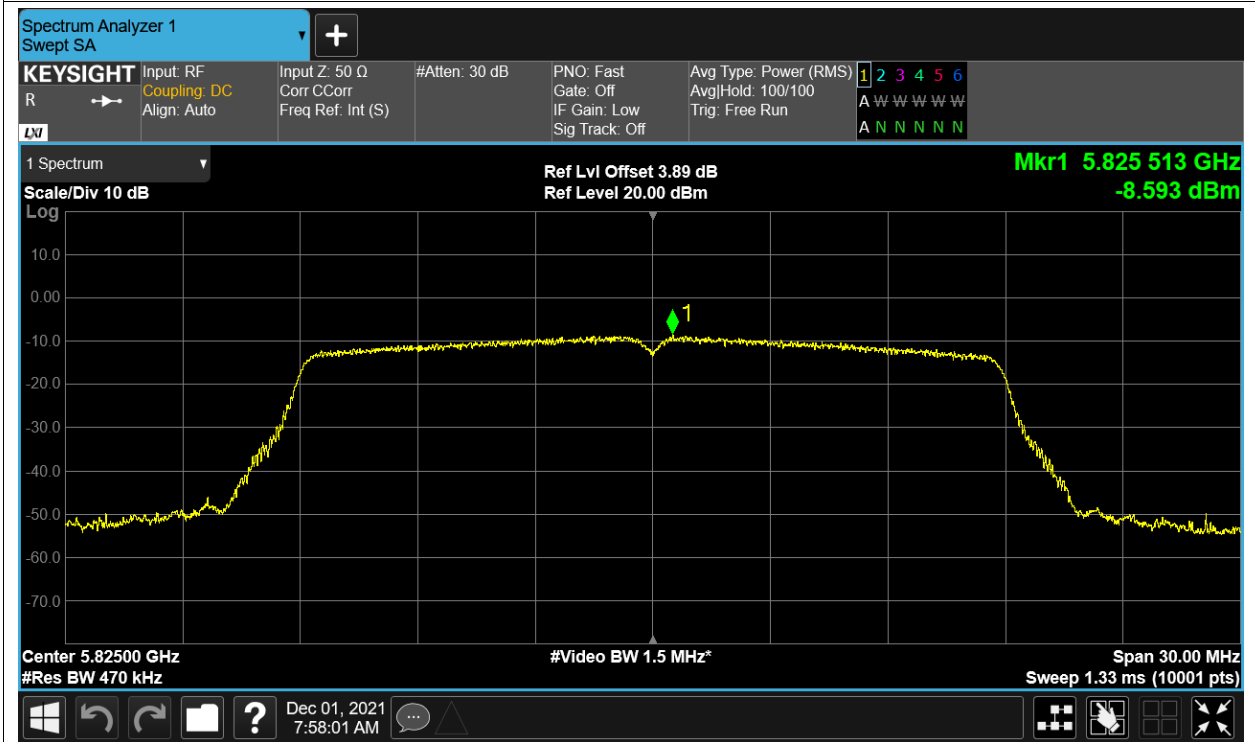 Spectrum Analyzer 1
Swept SA
+
KEYSIGHT
R
LXI
Input: RF
Coupling: DC
Align: Auto
Input Z: 50 Ω
Corr CCorr
Freq Ref: Int (S)
#Atten: 30 dB
PNO: Fast
Gate: Off
IF Gain: Low
Sig Track: Off
Avg Type: Power (RMS)
Avg|Hold: 100/100
Trig: Free Run
1 2 3 4 5 6
A W W W W W
A N N N N N
1 Spectrum
Scale/Div 10 dB
Log
Ref Lvl Offset 3.89 dB
Ref Level 20.00 dBm
Mkr1 5.825 513 GHz
-8.593 dBm
10.0
0.00
-10.0
-20.0
-30.0
-40.0
-50.0
-60.0
-70.0
1
Center 5.82500 GHz
#Res BW 470 kHz
#Video BW 1.5 MHz*
Span 30.00 MHz
Sweep 1.33 ms (10001 pts)
?
Dec 01, 2021
7:58:01 AM